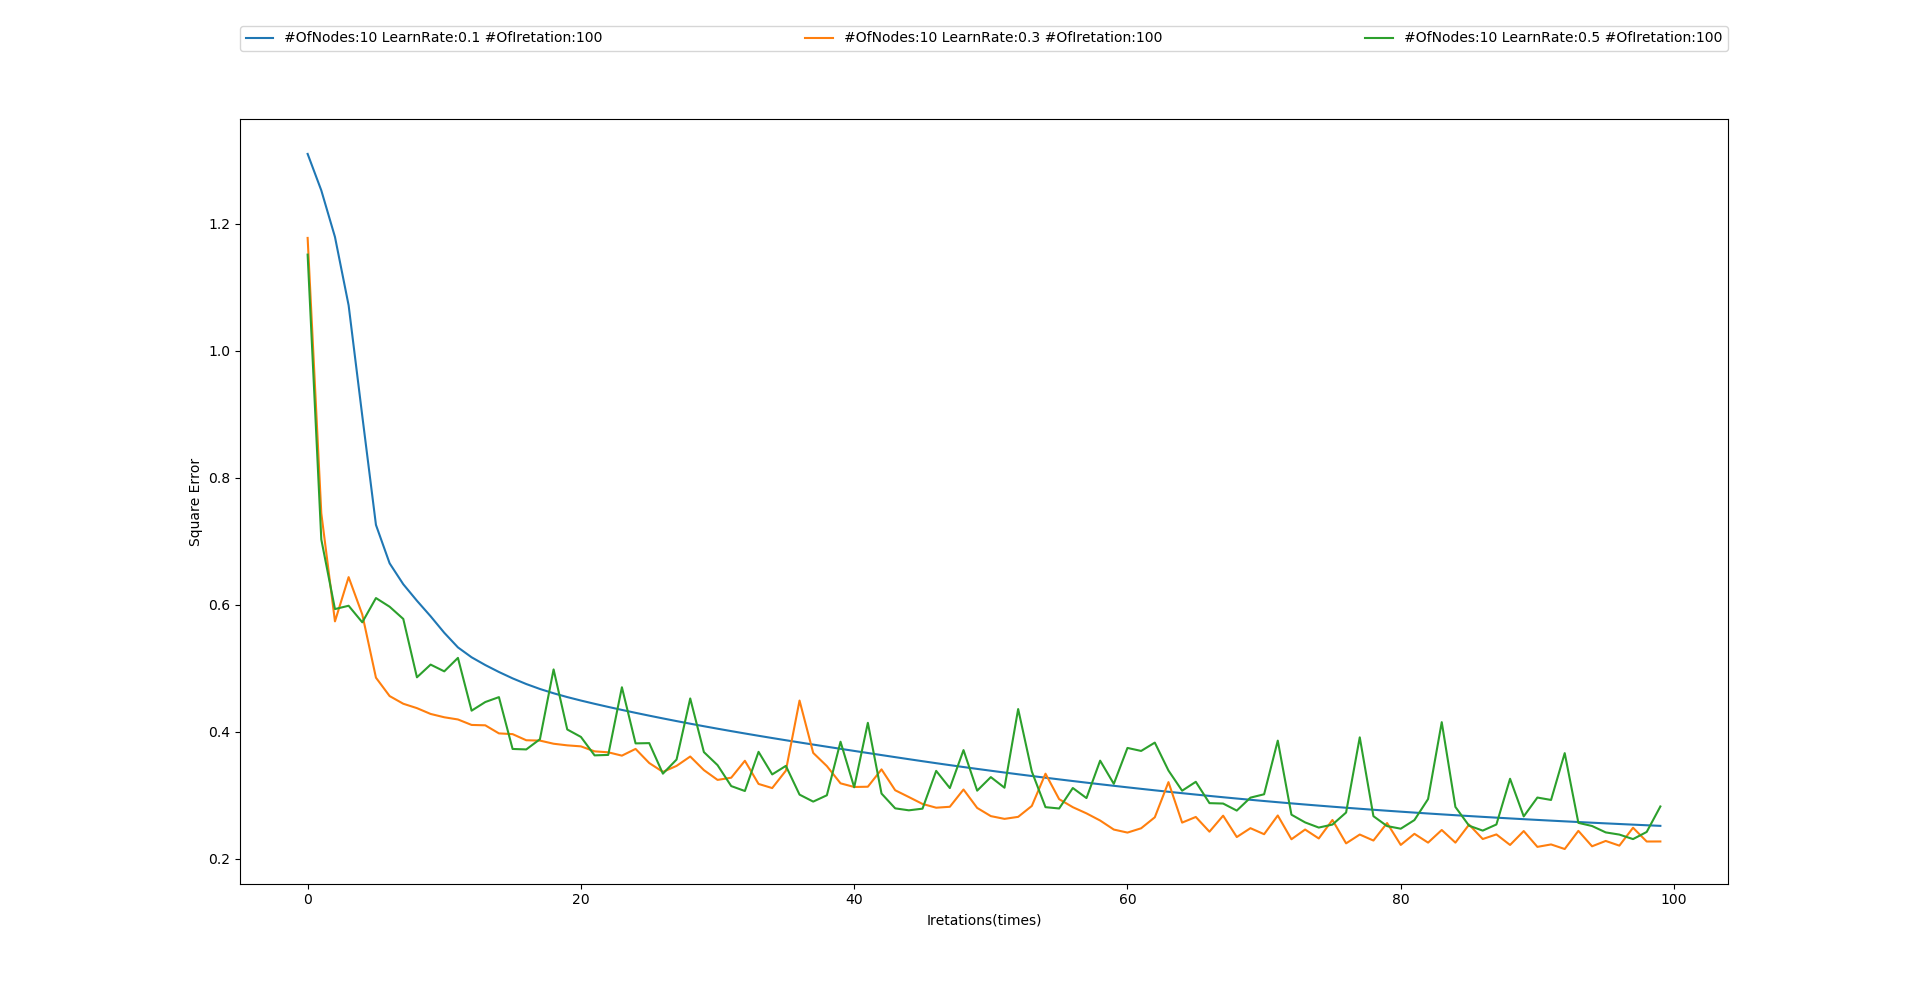 #OfNodes:10 LearnRate:0.1 #OfIretation:100
#OfNodes:10 LearnRate:0.3 #OfIretation:100
#OfNodes:10 LearnRate:0.5 #OfIretation:100
1.2
1.0
0.8
0.6
0.4
0.2
Square Error
0 20 40 60 80 100
Iretations(times)